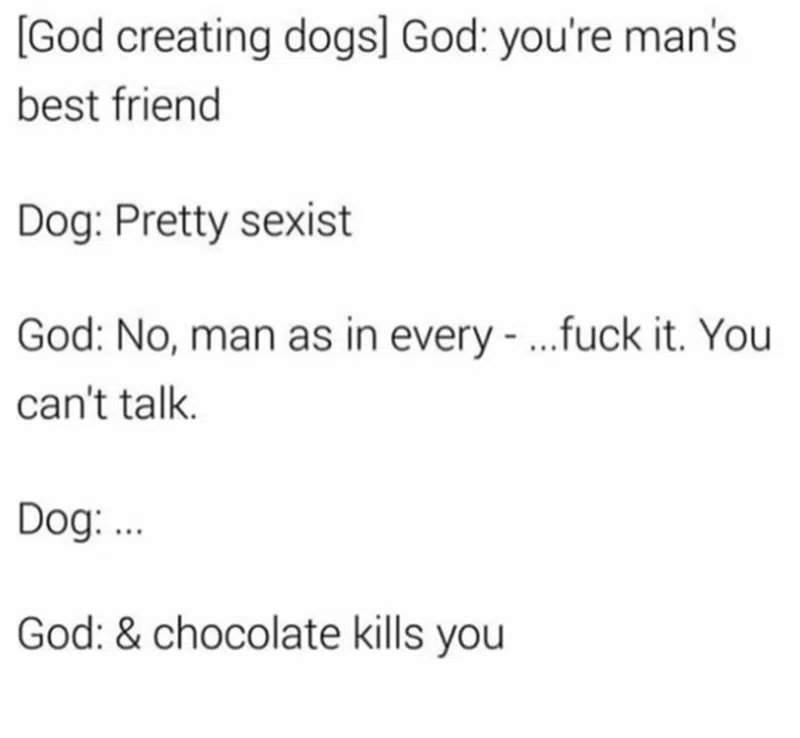 [God creating dogs] God: you're man's
best friend
Dog: Pretty sexist
God: No, man as in every - ...fuck it. You
can't talk.
Dog: ...
God: & chocolate kills you